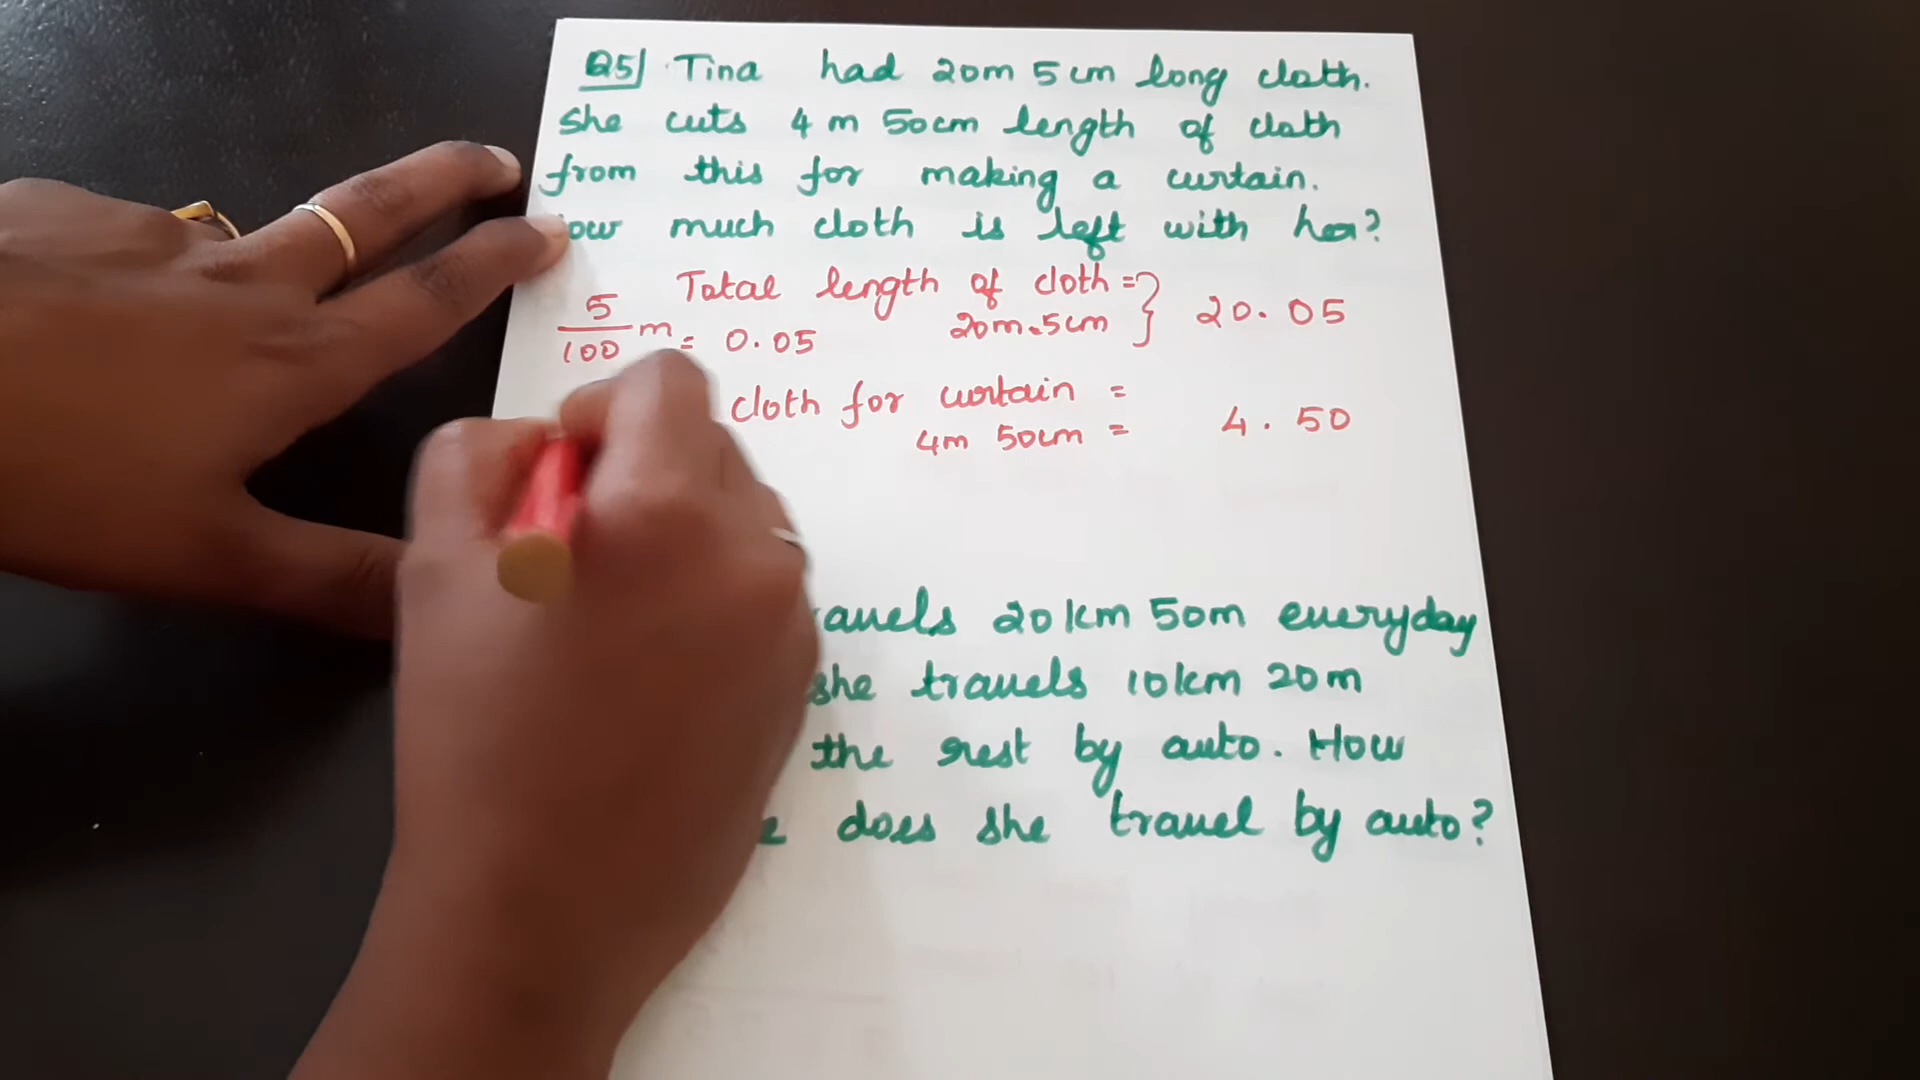 Q5) Tina had 20m 5cm long cloth.
She cuts 4m 50cm length of cloth
from this for making a curtain.
much cloth is left with her?
Total length of cloth =
20m 5cm } 20.05
5/100 m = 0.05
cloth for curtain =
4m 50cm = 4.50
20km 50m everyday
she travels 10km 20m
the rest by auto. How
does she travel by auto?